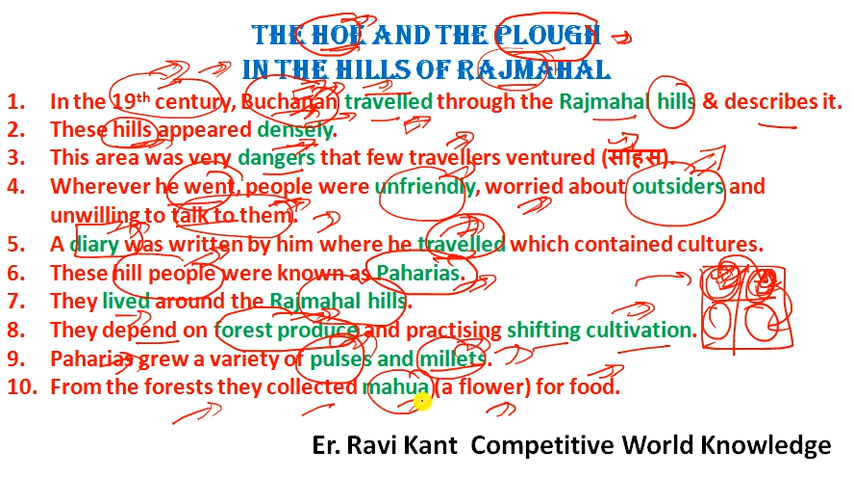 THE HOE AND THE PLOUGH
IN THE HILLS OF RAJMAHAL
1. In the 19th century, Buchanan travelled through the Rajmahal hills & describes it.
2. These hills appeared densely.
3. This area was very dangers that few travellers ventured (साहस).
4. Wherever he went, people were unfriendly, worried about outsiders and
unwilling to talk to them.
5. A diary was written by him where he travelled which contained cultures.
6. These hill people were known as Paharias.
7. They lived around the Rajmahal hills.
8. They depend on forest produce and practising shifting cultivation.
9. Paharias grew a variety of pulses and millets.
10. From the forests they collected mahua (a flower) for food.
Er. Ravi Kant Competitive World Knowledge